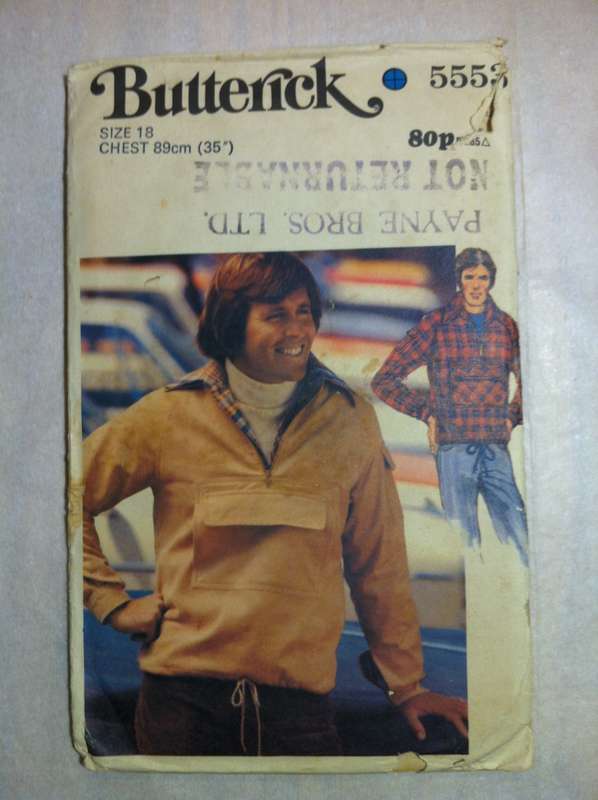 Butterick 5553
SIZE 18
CHEST 89cm (35")
80p
PAYNE BROS. LTD.
NOT RETURNABLE